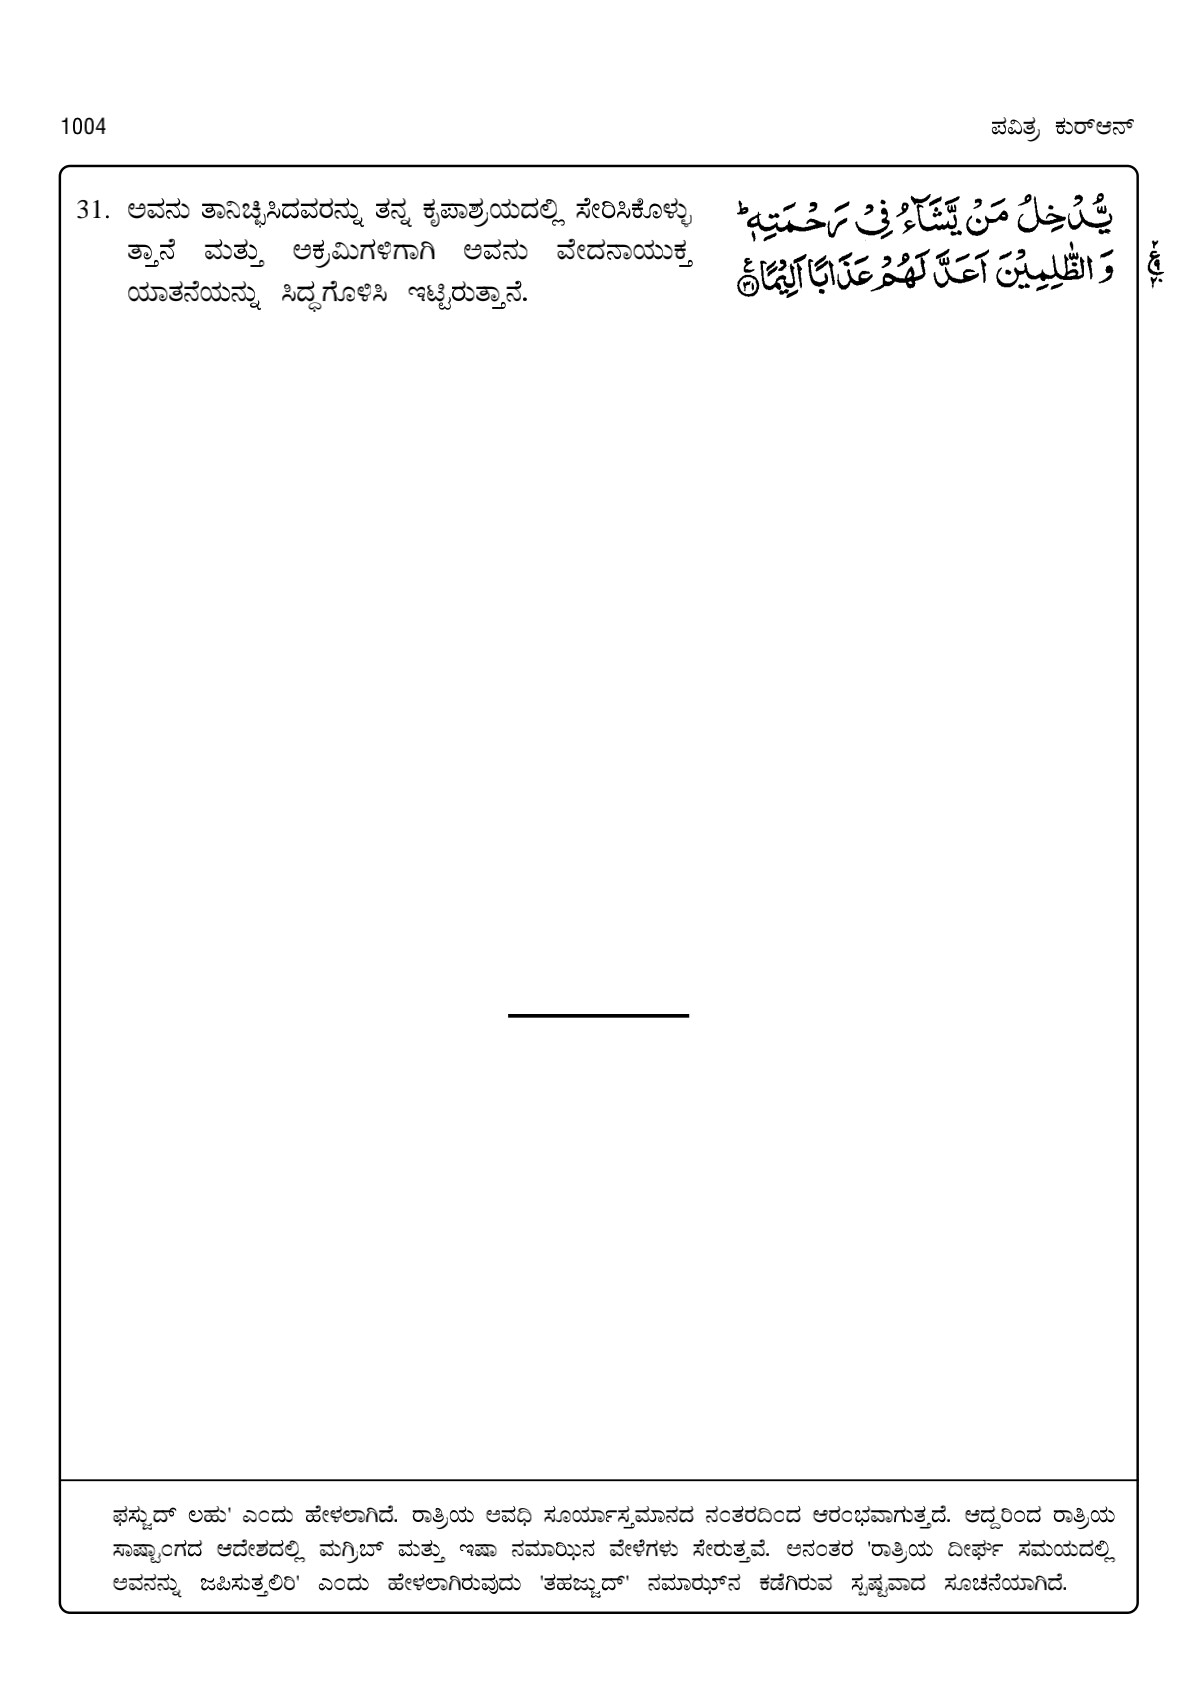 1004
ಪವಿತ್ರ ಕುರ್‌ಆನ್
31. ಅವನು ತಾನಿಚ್ಛಿಸಿದವರನ್ನು ತನ್ನ ಕೃಪಾಶ್ರಯದಲ್ಲಿ ಸೇರಿಸಿಕೊಳ್ಳು
ತ್ತಾನೆ ಮತ್ತು ಅಕ್ರಮಿಗಳಿಗಾಗಿ ಅವನು ವೇದನಾಯುಕ್ತ
ಯಾತನೆಯನ್ನು ಸಿದ್ಧಗೊಳಿಸಿ ಇಟ್ಟಿರುತ್ತಾನೆ.
يُّدْخِلُ مَنْ يَّشَآءُ فِىْ رَحْمَتِهٖ ؕ
وَالظّٰلِمِيْنَ اَعَدَّ لَهُمْ عَذَابًا اَلِيْمًا ۳۱ ع
ಫಸ್ಜುದ್ ಲಹು' ಎಂದು ಹೇಳಲಾಗಿದೆ. ರಾತ್ರಿಯ ಅವಧಿ ಸೂರ್ಯಾಸ್ತಮಾನದ ನಂತರದಿಂದ ಆರಂಭವಾಗುತ್ತದೆ. ಆದ್ದರಿಂದ ರಾತ್ರಿಯ
ಸಾಷ್ಟಾಂಗದ ಆದೇಶದಲ್ಲಿ ಮಗ್ರಿಬ್ ಮತ್ತು ಇಷಾ ನಮಾಝಿನ ವೇಳೆಗಳು ಸೇರುತ್ತವೆ. ಅನಂತರ 'ರಾತ್ರಿಯ ದೀರ್ಘ ಸಮಯದಲ್ಲಿ
ಅವನನ್ನು ಜಪಿಸುತ್ತಲಿರಿ' ಎಂದು ಹೇಳಲಾಗಿರುವುದು 'ತಹಜ್ಜುದ್' ನಮಾಝ್‌ನ ಕಡೆಗಿರುವ ಸ್ಪಷ್ಟವಾದ ಸೂಚನೆಯಾಗಿದೆ.